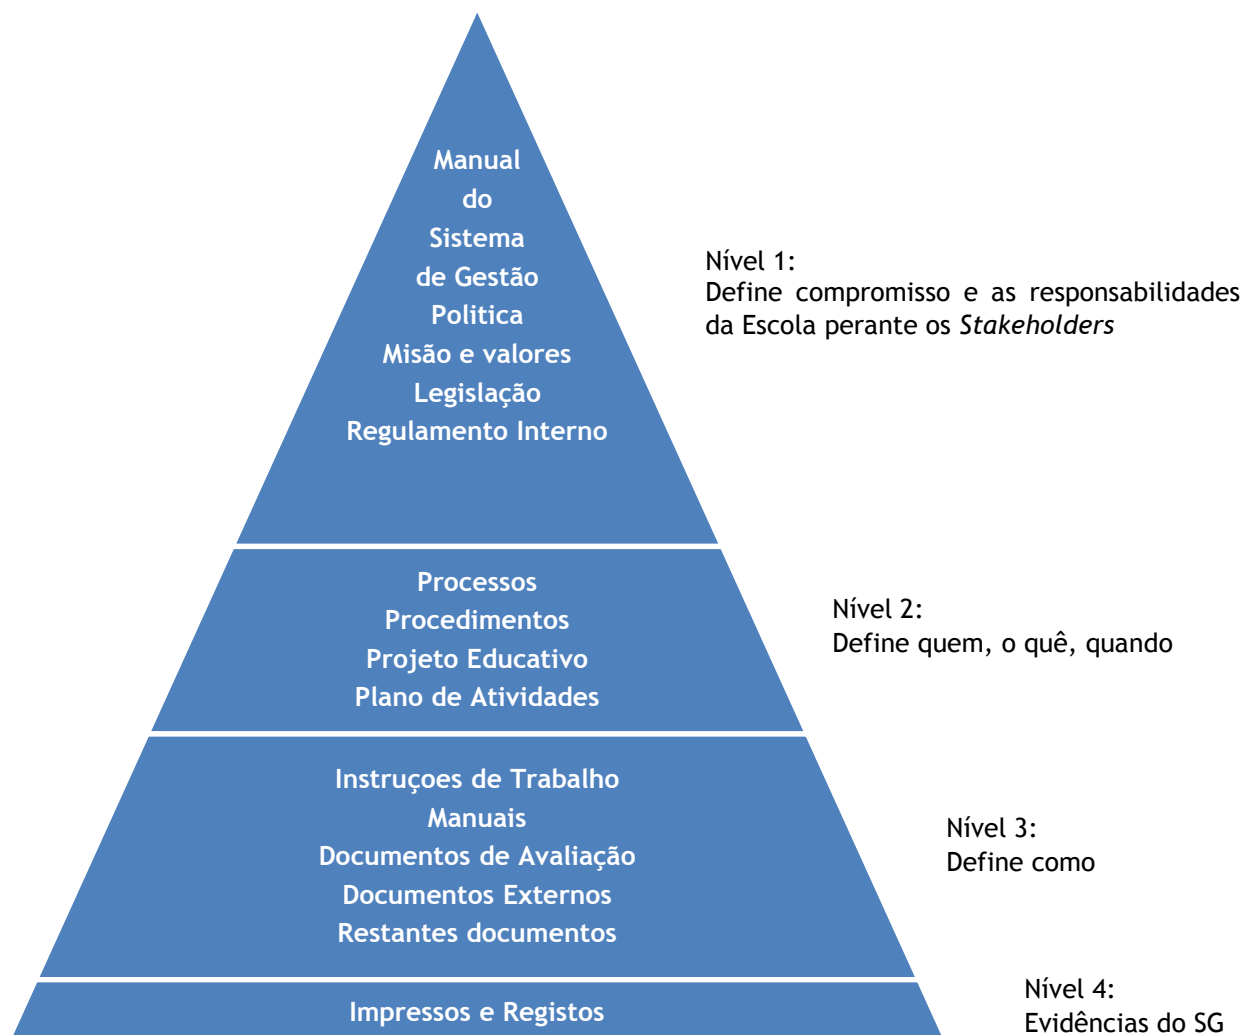 Manual
do
Sistema
de Gestão
Politica
Misão e valores
Legislação
Regulamento Interno
Nível 1:
Define compromisso e as responsabilidades
da Escola perante os Stakeholders
Processos
Procedimentos
Projeto Educativo
Plano de Atividades
Nível 2:
Define quem, o quê, quando
Instruçoes de Trabalho
Manuais
Documentos de Avaliação
Documentos Externos
Restantes documentos
Nível 3:
Define como
Impressos e Registos
Nível 4:
Evidências do SG